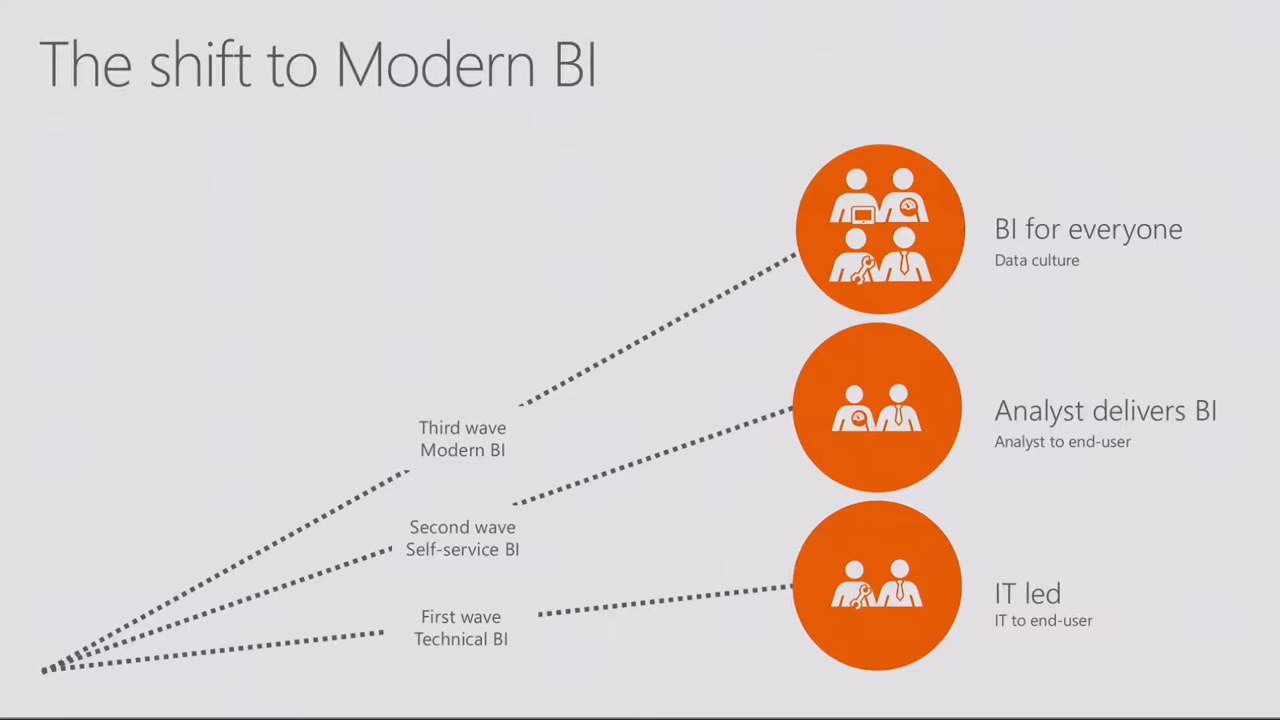 The shift to Modern BI
BI for everyone
Data culture
Third wave
Modern BI
Analyst delivers BI
Analyst to end-user
Second wave
Self-service BI
IT led
IT to end-user
First wave
Technical BI